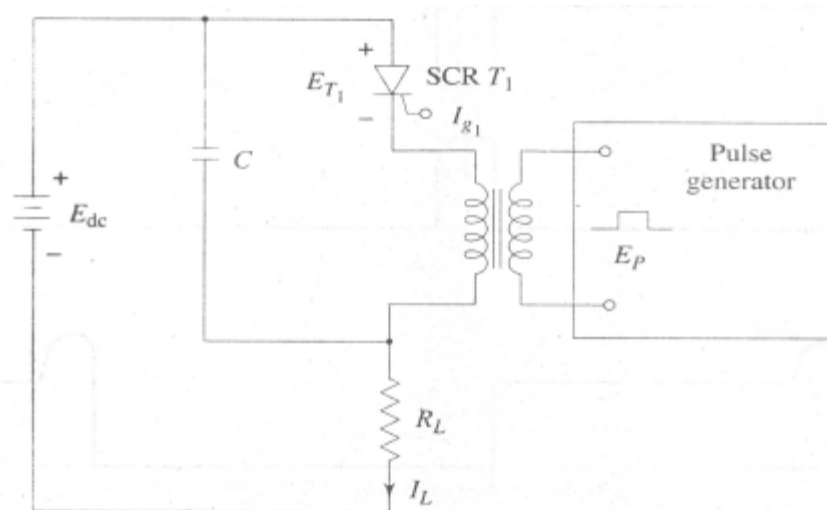 +
SCR T₁
E_T₁
−
I_g₁
Pulse
generator
C
+
E_dc
−
E_P
R_L
I_L